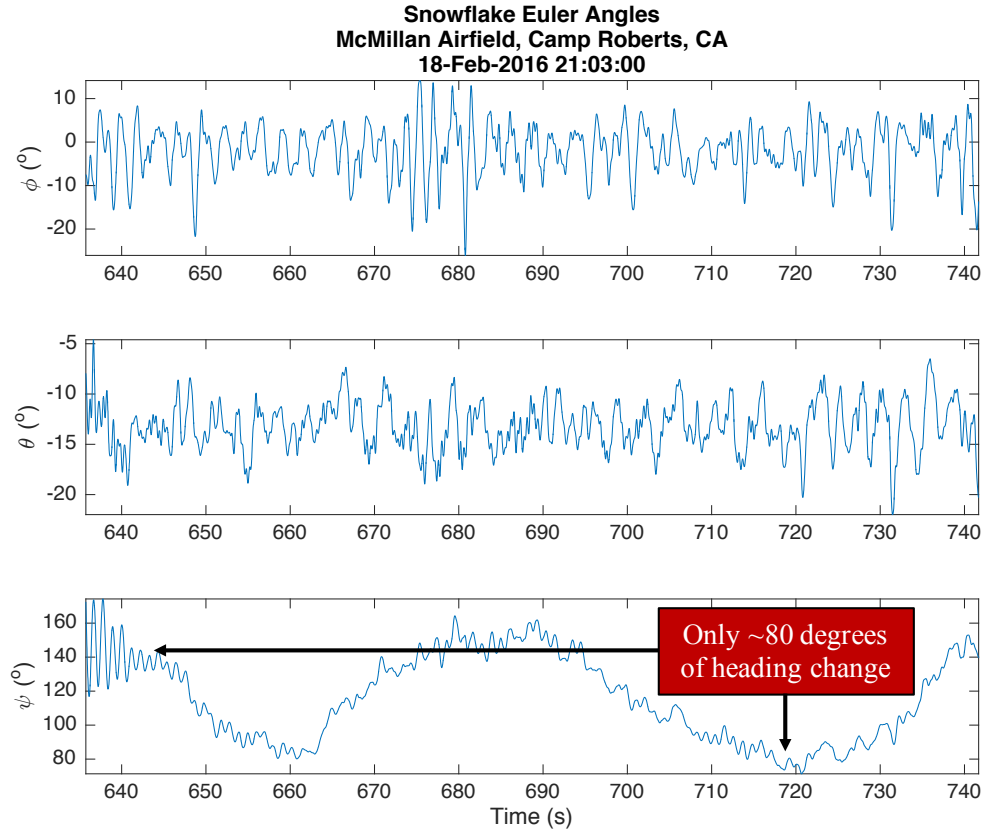 Snowflake Euler Angles
McMillan Airfield, Camp Roberts, CA
18-Feb-2016 21:03:00
10
0
-10
-20
ϕ (°)
640 650 660 670 680 690 700 710 720 730 740
-5
-10
-15
-20
θ (°)
640 650 660 670 680 690 700 710 720 730 740
160
140
120
100
80
ψ (°)
Only ~80 degrees
of heading change
640 650 660 670 680 690 700 710 720 730 740
Time (s)